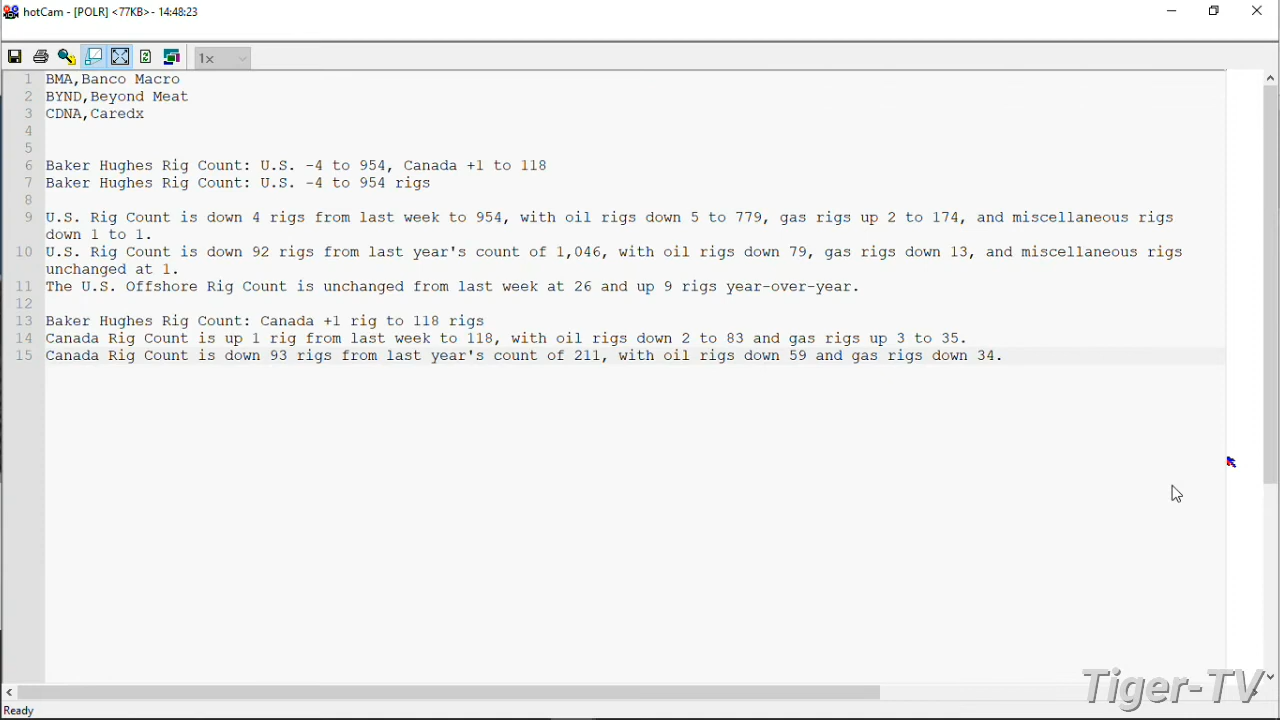 hotCam - [POLR] <77KB> - 14:48:23
1x
1 BMA,Banco Macro
2 BYND,Beyond Meat
3 CDNA,Caredx
4
5
6 Baker Hughes Rig Count: U.S. -4 to 954, Canada +1 to 118
7 Baker Hughes Rig Count: U.S. -4 to 954 rigs
8
9 U.S. Rig Count is down 4 rigs from last week to 954, with oil rigs down 5 to 779, gas rigs up 2 to 174, and miscellaneous rigs
down 1 to 1.
10 U.S. Rig Count is down 92 rigs from last year's count of 1,046, with oil rigs down 79, gas rigs down 13, and miscellaneous rigs
unchanged at 1.
11 The U.S. Offshore Rig Count is unchanged from last week at 26 and up 9 rigs year-over-year.
12
13 Baker Hughes Rig Count: Canada +1 rig to 118 rigs
14 Canada Rig Count is up 1 rig from last week to 118, with oil rigs down 2 to 83 and gas rigs up 3 to 35.
15 Canada Rig Count is down 93 rigs from last year's count of 211, with oil rigs down 59 and gas rigs down 34.
Tiger-TV
Ready